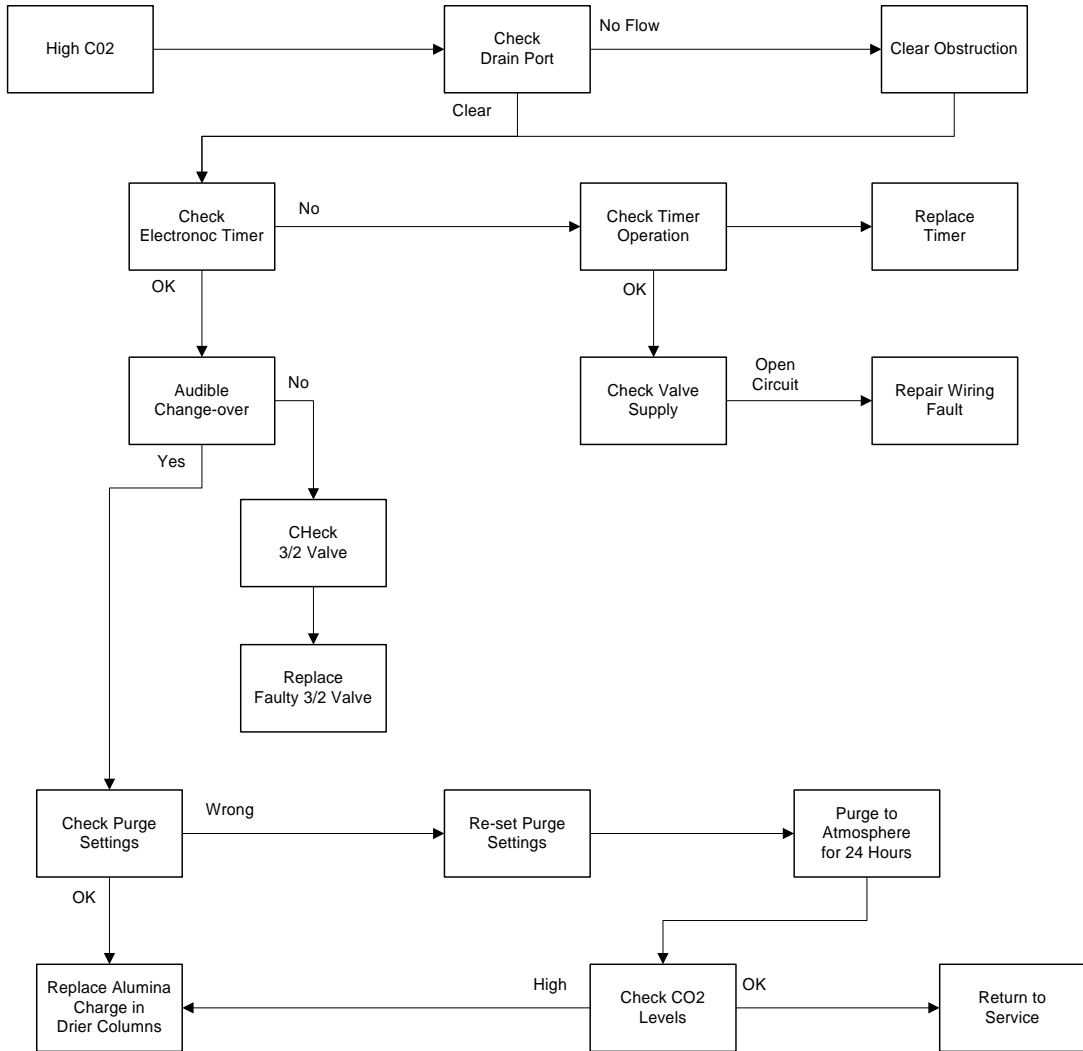 High C02
Check
Drain Port
No Flow
Clear Obstruction
Clear
Check
Electronoc Timer
No
Check Timer
Operation
Replace
Timer
OK
OK
Audible
Change-over
No
Check Valve
Supply
Open
Circuit
Repair Wiring
Fault
Yes
CHeck
3/2 Valve
Replace
Faulty 3/2 Valve
Check Purge
Settings
Wrong
Re-set Purge
Settings
Purge to
Atmosphere
for 24 Hours
OK
Replace Alumina
Charge in
Drier Columns
High
Check CO2
Levels
OK
Return to
Service